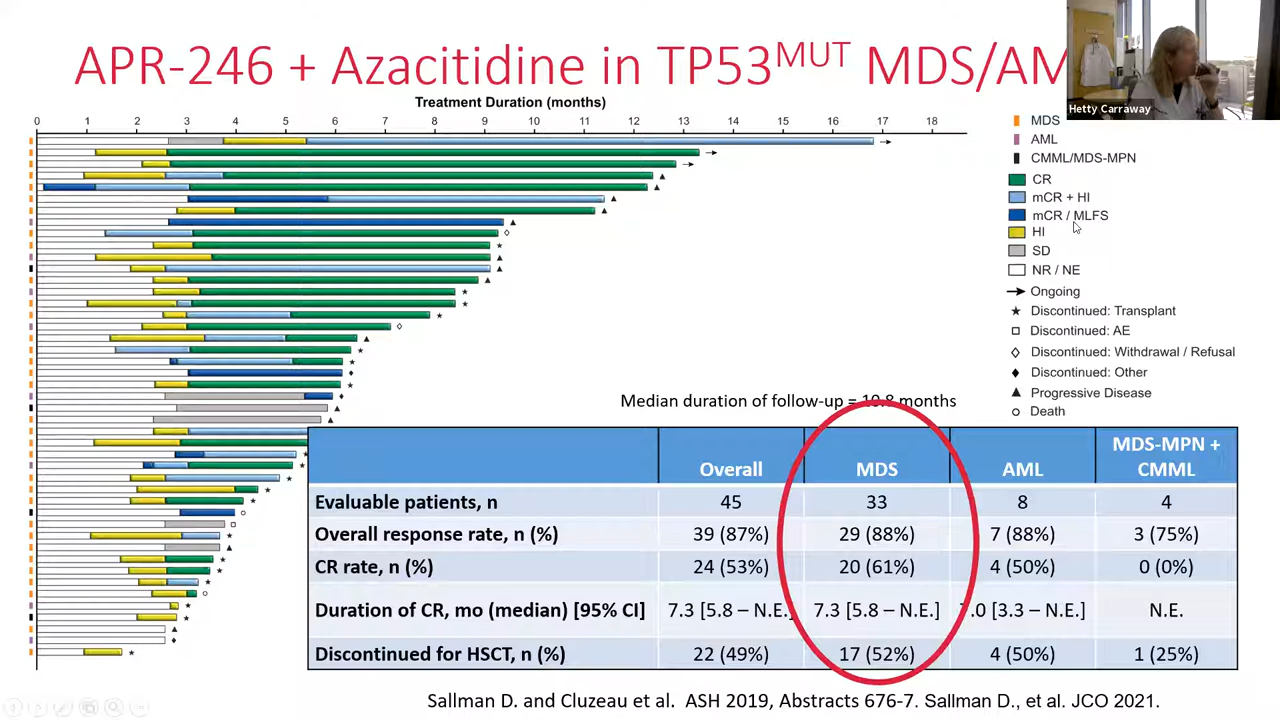 APR-246 + Azacitidine in TP53MUT MDS/AM
Hetty Carraway
Treatment Duration (months)
0 1 2 3 4 5 6 7 8 9 10 11 12 13 14 15 16 17 18
MDS
AML
CMML/MDS-MPN
CR
mCR + HI
mCR / MLFS
HI
SD
NR / NE
Ongoing
Discontinued: Transplant
Discontinued: AE
Discontinued: Withdrawal / Refusal
Discontinued: Other
Progressive Disease
Death
Median duration of follow-up = 10.8 months
Overall MDS AML MDS-MPN + CMML
Evaluable patients, n 45 33 8 4
Overall response rate, n (%) 39 (87%) 29 (88%) 7 (88%) 3 (75%)
CR rate, n (%) 24 (53%) 20 (61%) 4 (50%) 0 (0%)
Duration of CR, mo (median) [95% CI] 7.3 [5.8 – N.E.] 7.3 [5.8 – N.E.] 7.0 [3.3 – N.E.] N.E.
Discontinued for HSCT, n (%) 22 (49%) 17 (52%) 4 (50%) 1 (25%)
Sallman D. and Cluzeau et al. ASH 2019, Abstracts 676-7. Sallman D., et al. JCO 2021.